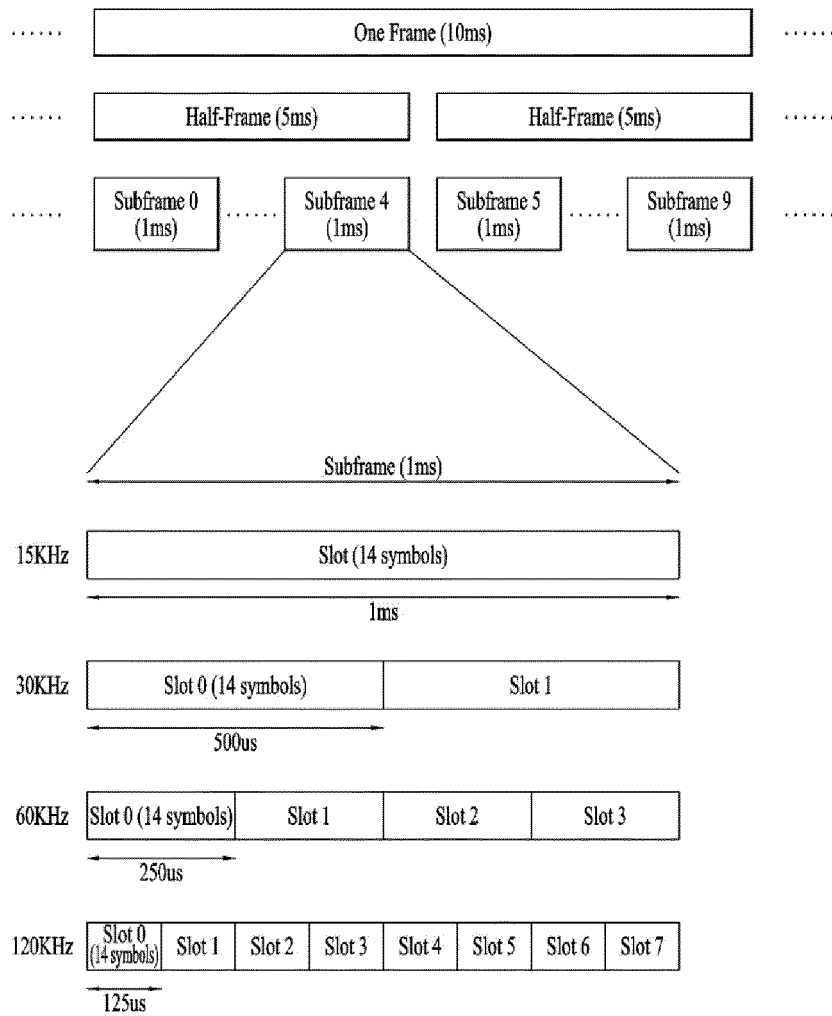 ...... One Frame (10ms) ......
...... Half-Frame (5ms) Half-Frame (5ms) ......
Subframe 0 Subframe 4 Subframe 5 Subframe 9
...... (1ms) ...... (1ms) (1ms) ...... (1ms) ......
Subframe (1ms)
15KHz Slot (14 symbols)
1ms
30KHz Slot 0 (14 symbols) Slot 1
500us
60KHz Slot 0 (14 symbols) Slot 1 Slot 2 Slot 3
250us
120KHz Slot 0 (14 symbols) Slot 1 Slot 2 Slot 3 Slot 4 Slot 5 Slot 6 Slot 7
125us